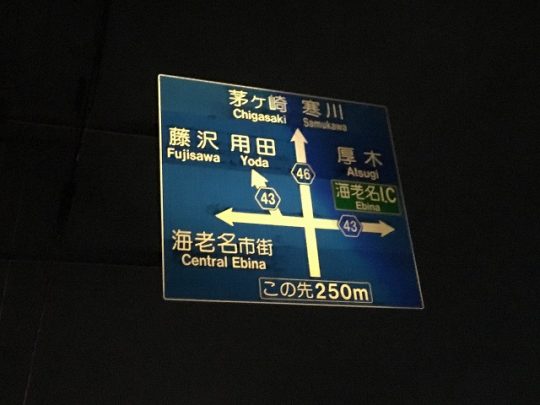 茅ヶ崎 寒川
Chigasaki Samukawa
藤沢 用田
Fujisawa Yoda
厚木
Atsugi
46
海老名I.C
Ebina
43
43
海老名市街
Central Ebina
この先250m